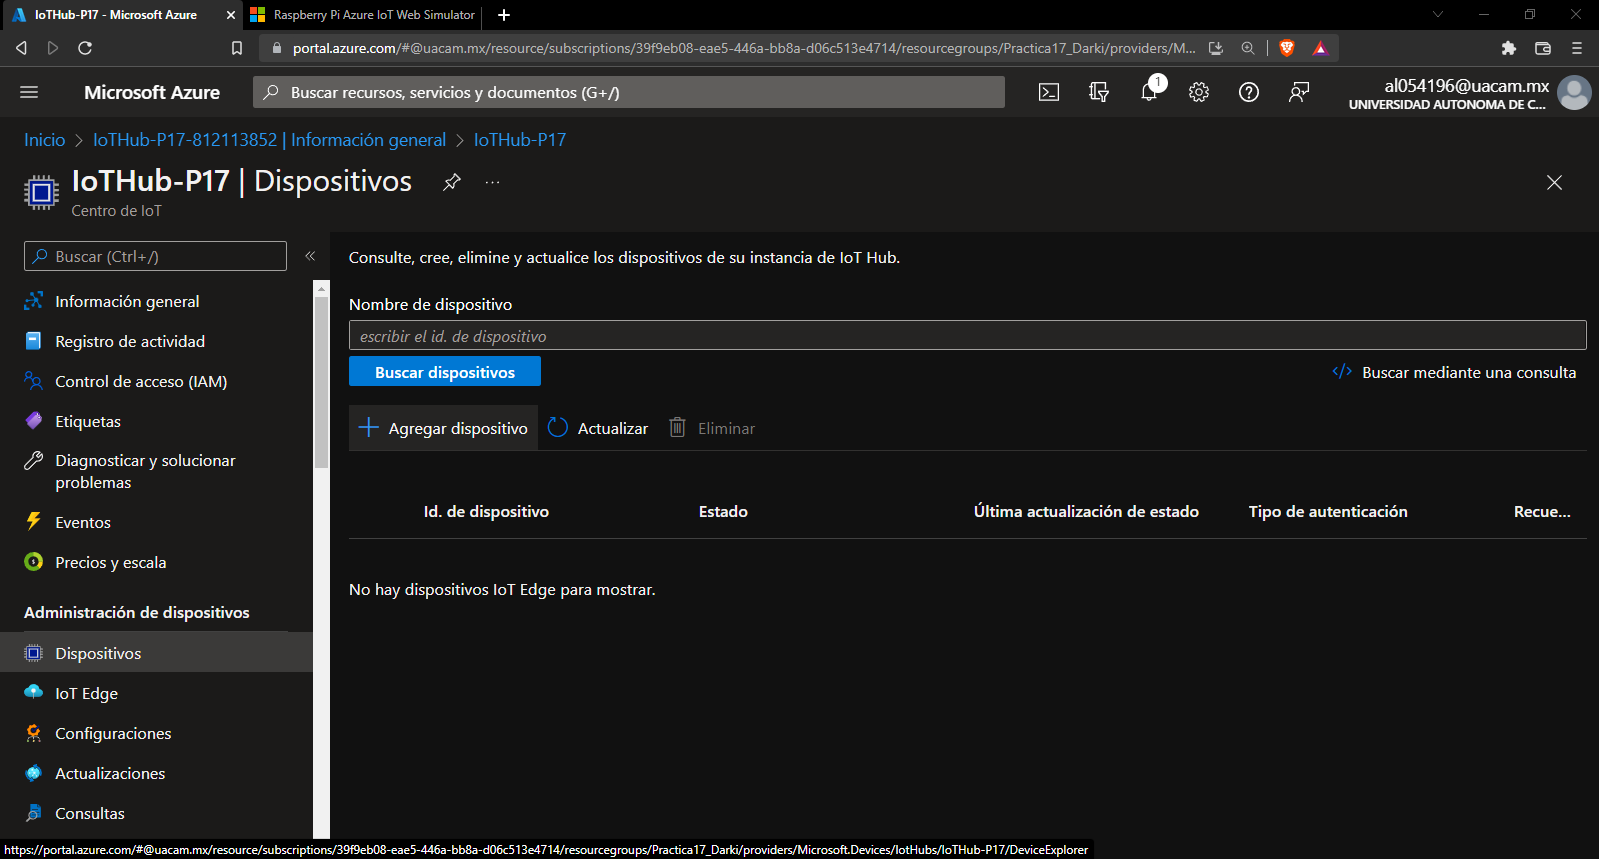 IoTHub-P17 - Microsoft Azure
Raspberry Pi Azure IoT Web Simulator
portal.azure.com/#@uacam.mx/resource/subscriptions/39f9eb08-eae5-446a-bb8a-d06c513e4714/resourcegroups/Practica17_Darki/providers/M...
Microsoft Azure
Buscar recursos, servicios y documentos (G+/)
1
al054196@uacam.mx
UNIVERSIDAD AUTONOMA DE C...
Inicio > IoTHub-P17-812113852 | Información general > IoTHub-P17
IoTHub-P17 | Dispositivos
Centro de IoT
Buscar (Ctrl+/)
Información general
Registro de actividad
Control de acceso (IAM)
Etiquetas
Diagnosticar y solucionar
problemas
Eventos
Precios y escala
Administración de dispositivos
Dispositivos
IoT Edge
Configuraciones
Actualizaciones
Consultas
Consulte, cree, elimine y actualice los dispositivos de su instancia de IoT Hub.
Nombre de dispositivo
escribir el id. de dispositivo
Buscar dispositivos
Buscar mediante una consulta
Agregar dispositivo
Actualizar
Eliminar
Id. de dispositivo
Estado
Última actualización de estado
Tipo de autenticación
Recue...
No hay dispositivos IoT Edge para mostrar.
https://portal.azure.com/#@uacam.mx/resource/subscriptions/39f9eb08-eae5-446a-bb8a-d06c513e4714/resourcegroups/Practica17_Darki/providers/Microsoft.Devices/IotHubs/IoTHub-P17/DeviceExplorer